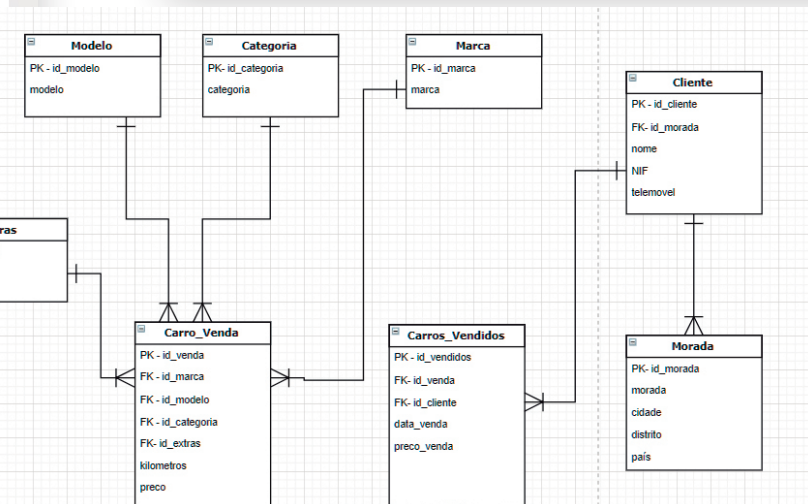 Modelo
PK - id_modelo
modelo
Categoria
PK- id_categoria
categoria
Marca
PK - id_marca
marca
Cliente
PK - id_cliente
FK- id_morada
nome
NIF
telemovel
ras
Carro_Venda
PK - id_venda
FK - id_marca
FK - id_modelo
FK - id_categoria
FK- id_extras
kilometros
preco
Carros_Vendidos
PK - id_vendidos
FK- id_venda
FK- id_cliente
data_venda
preco_venda
Morada
PK- id_morada
morada
cidade
distrito
país